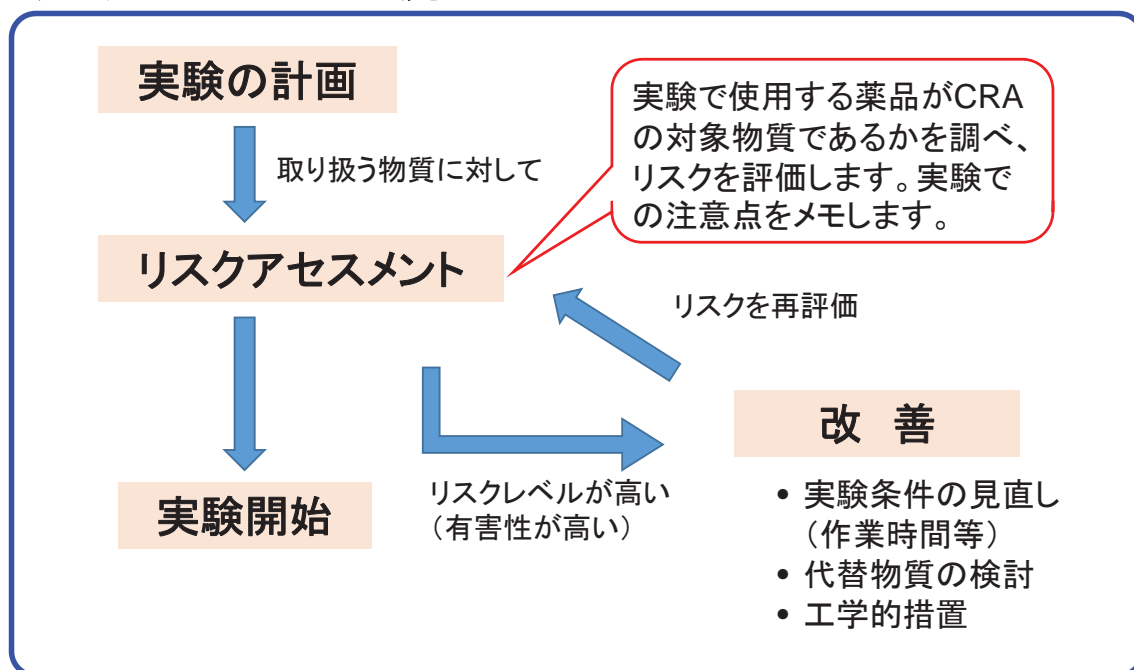 実験の計画
取り扱う物質に対して
実験で使用する薬品がCRA
の対象物質であるかを調べ、
リスクを評価します。実験で
の注意点をメモします。
リスクアセスメント
リスクを再評価
改 善
実験開始
リスクレベルが高い
（有害性が高い）
• 実験条件の見直し
（作業時間等）
• 代替物質の検討
• 工学的措置